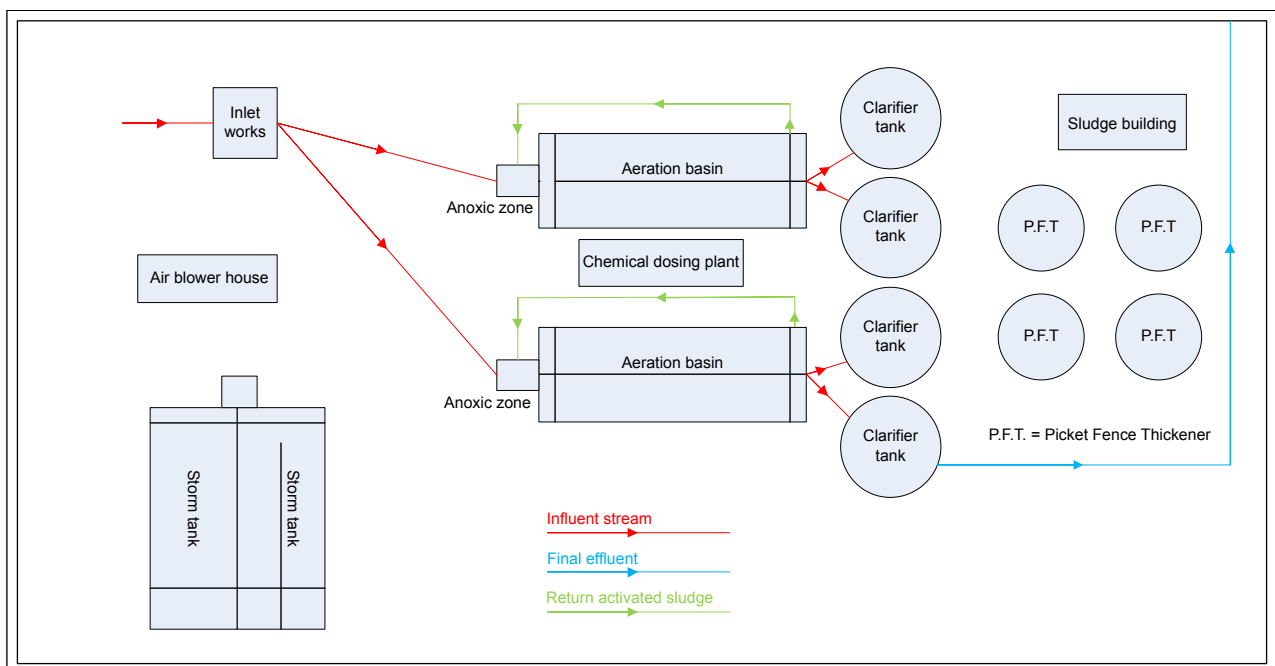 Inlet
works
Clarifier
tank
Sludge building
Aeration basin
Anoxic zone
Clarifier
tank
P.F.T
P.F.T
Chemical dosing plant
Air blower house
Clarifier
tank
P.F.T
P.F.T
Aeration basin
Anoxic zone
Clarifier
tank
P.F.T. = Picket Fence Thickener
Storm tank
Storm tank
Influent stream
Final effluent
Return activated sludge